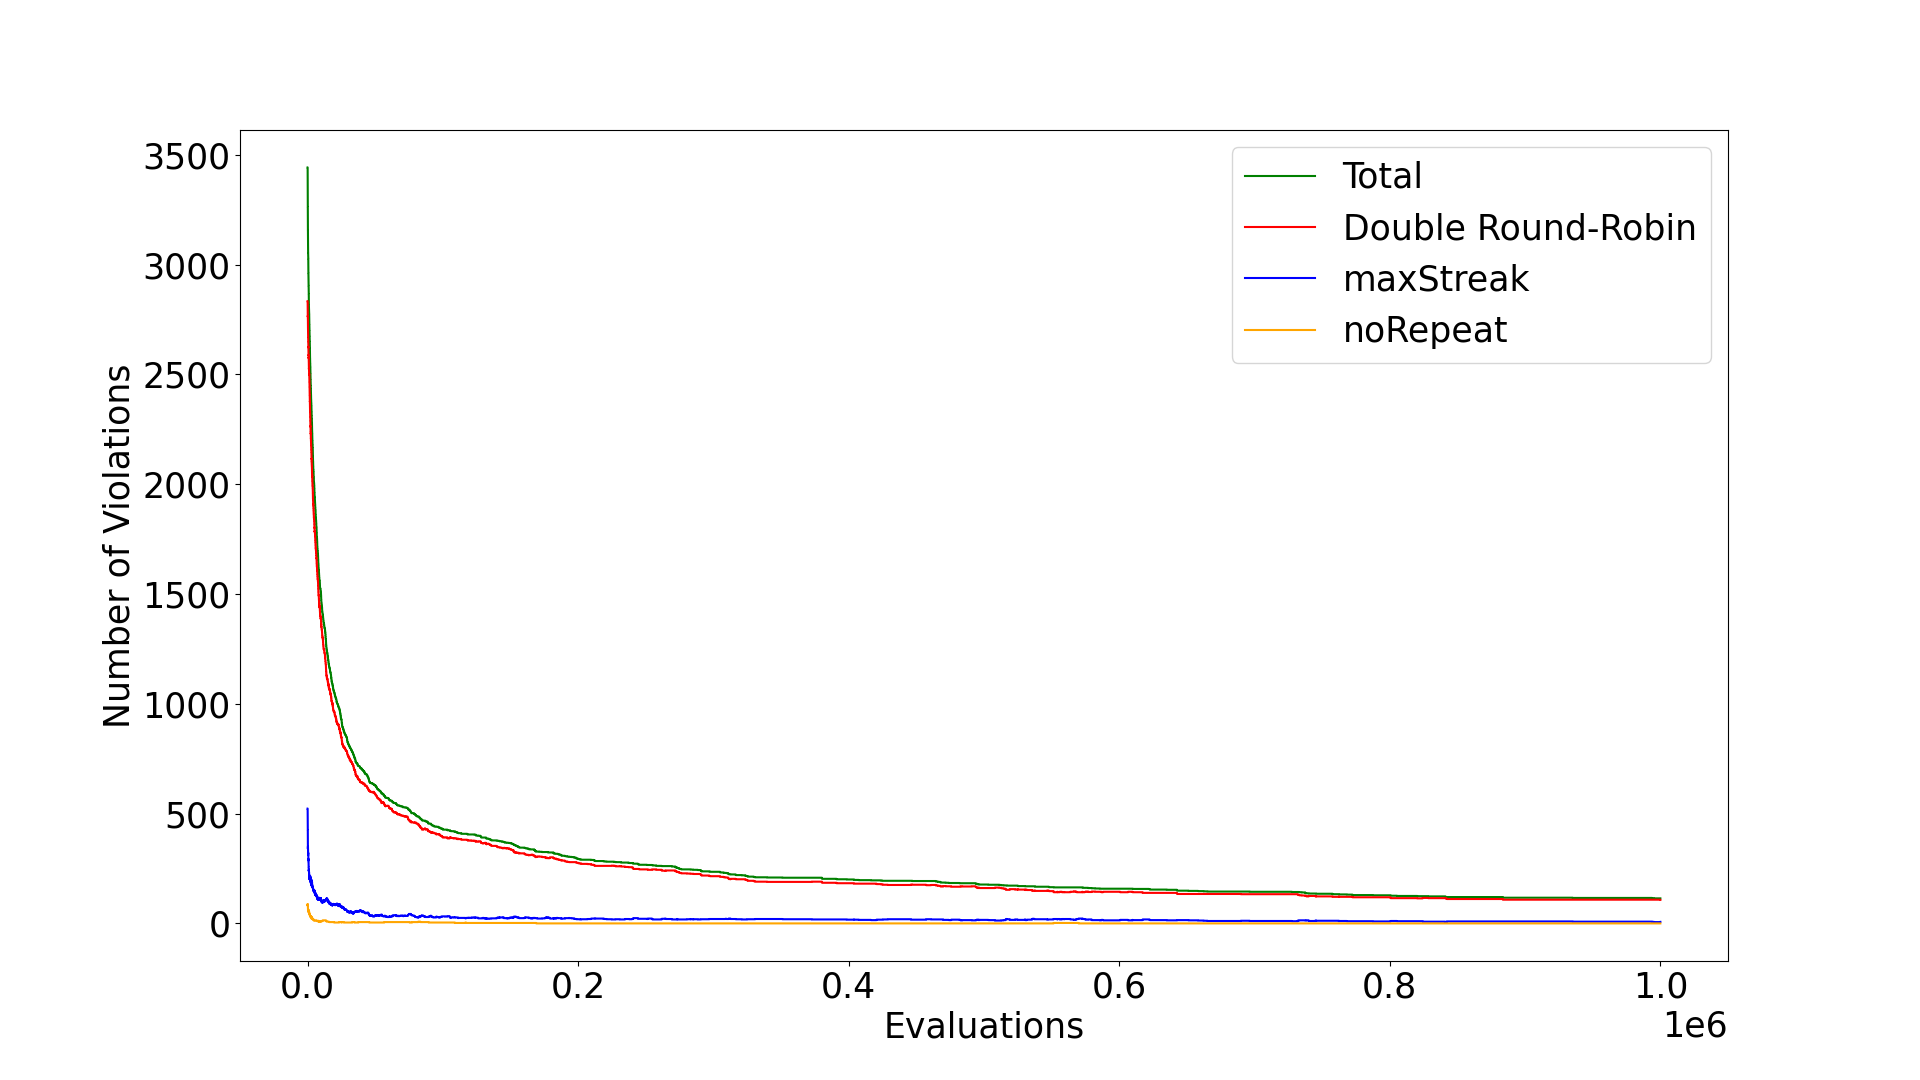 Total
Double Round-Robin
maxStreak
noRepeat
Number of Violations
3500
3000
2500
2000
1500
1000
500
0
0.0 0.2 0.4 0.6 0.8 1.0
Evaluations
1e6